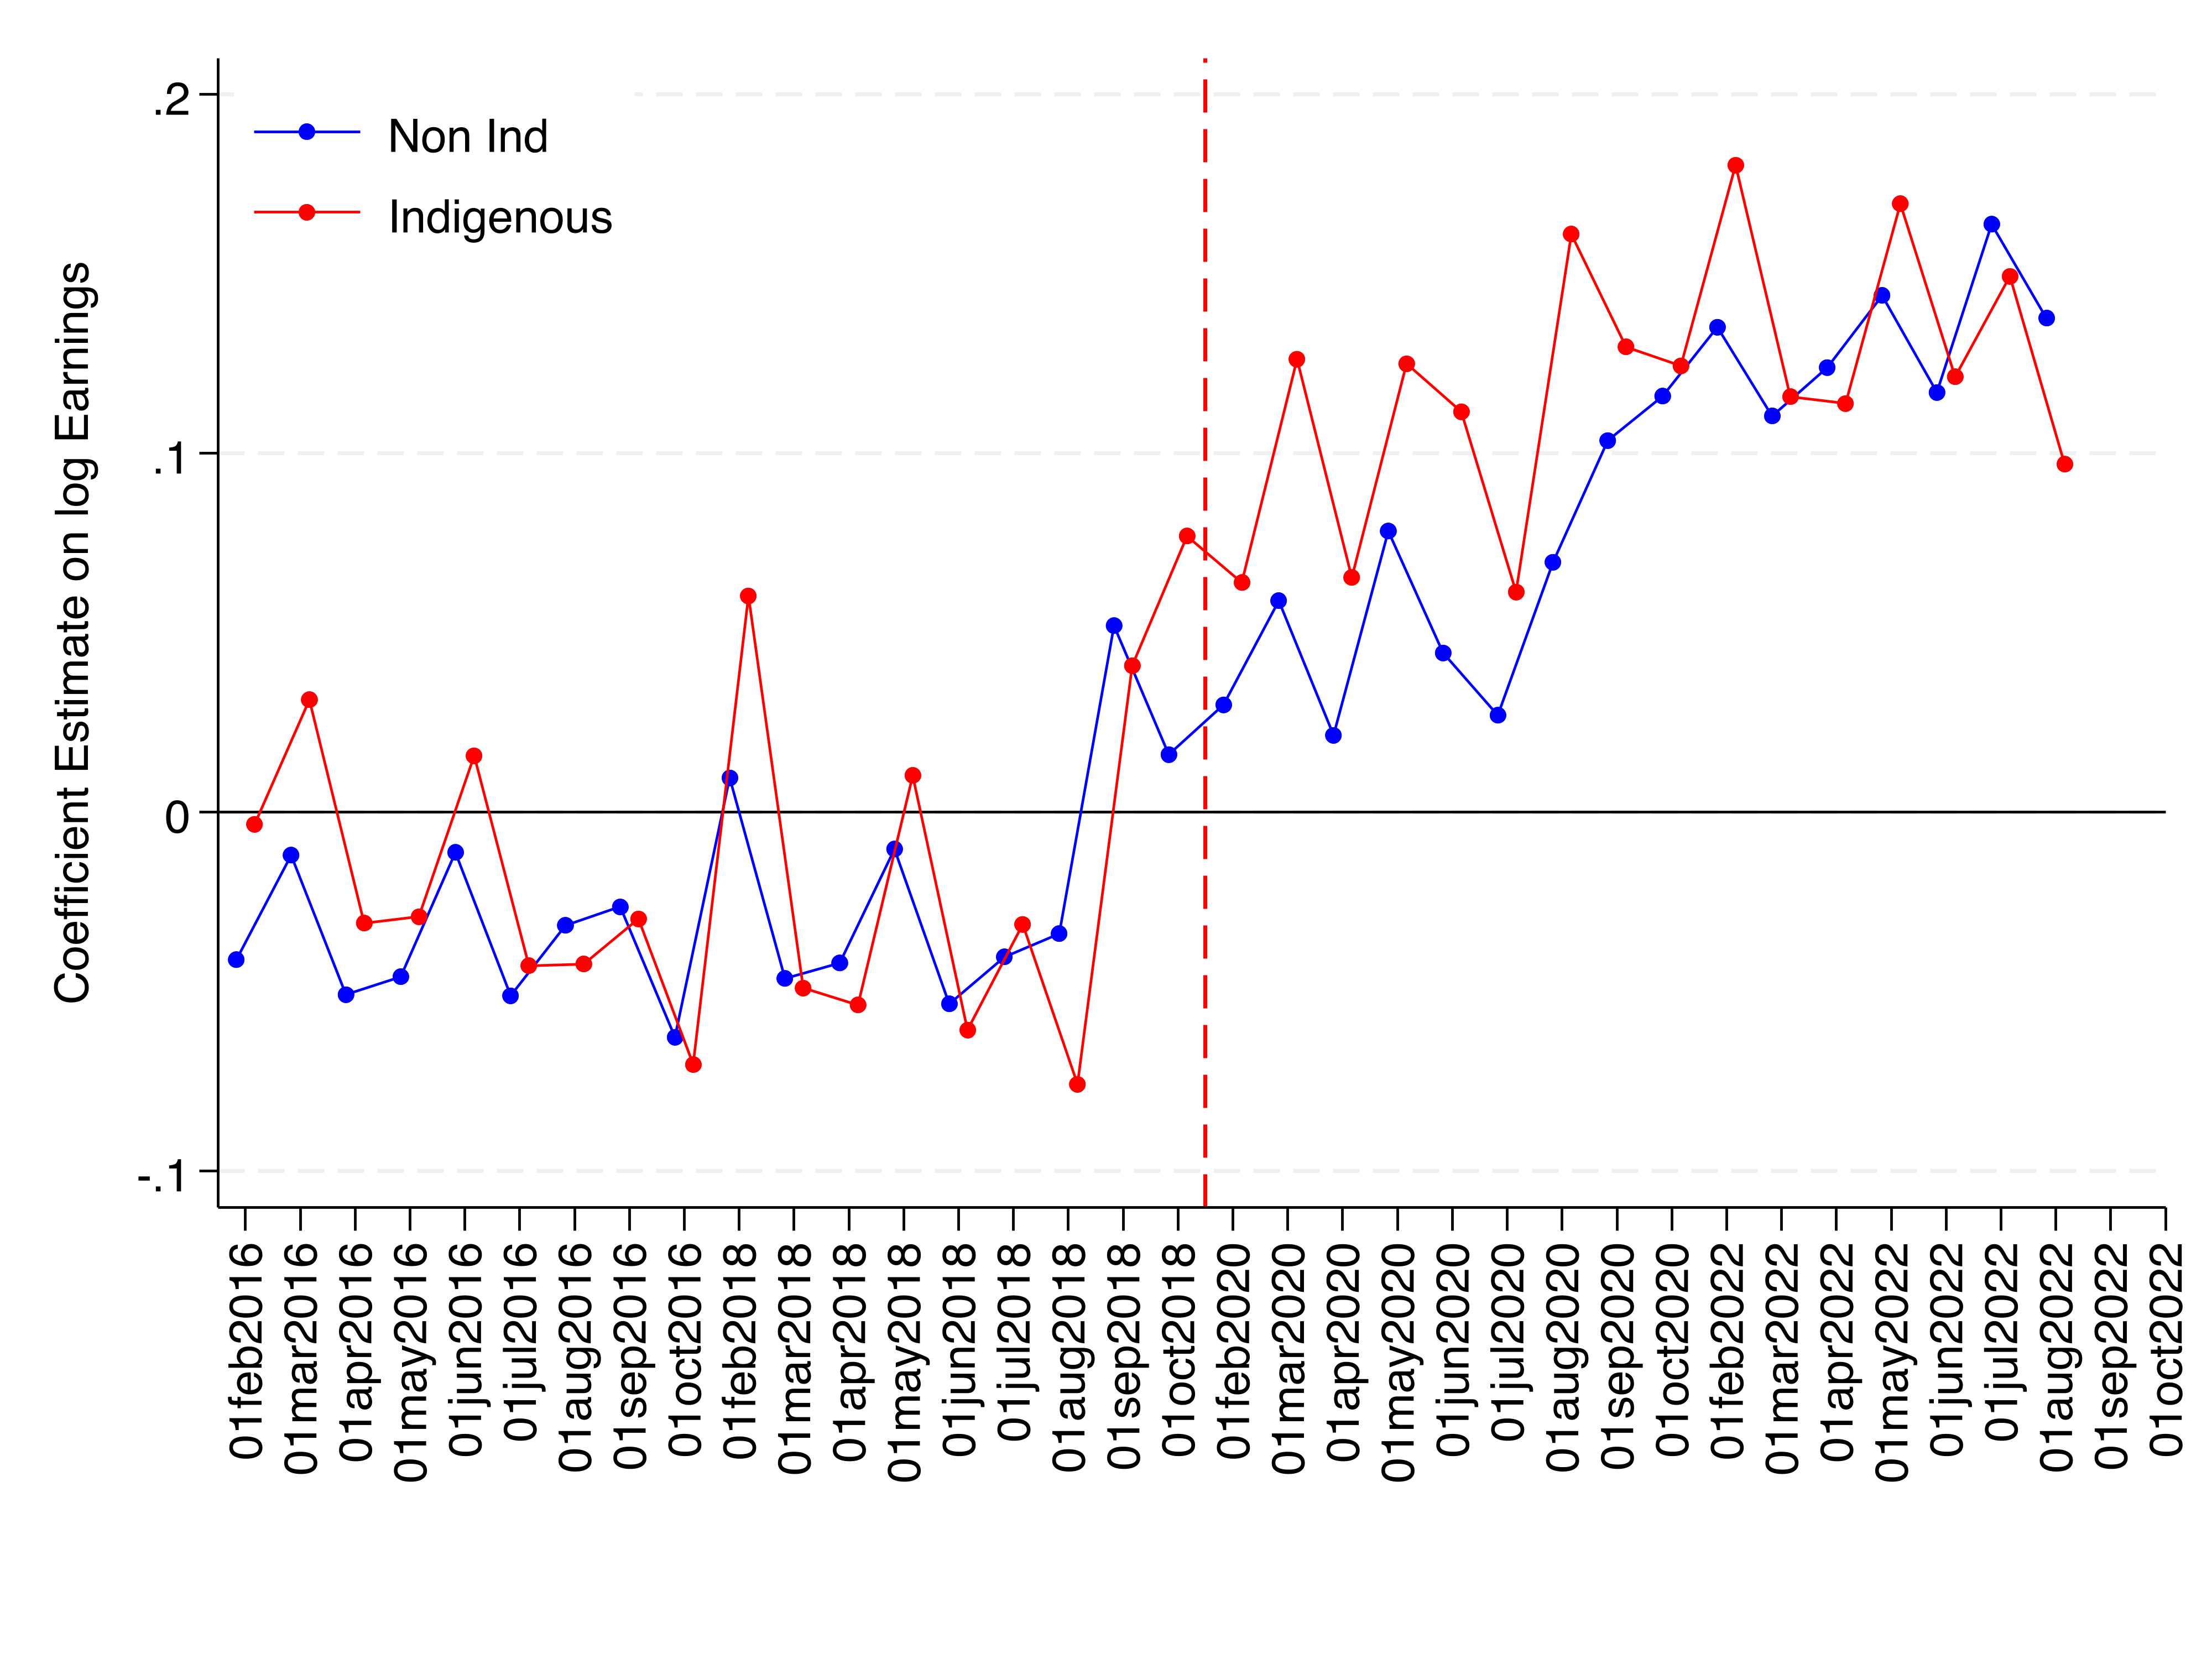 Coefficient Estimate on log Earnings
.2
.1
0
-.1
Non Ind
Indigenous
01feb2016
01mar2016
01apr2016
01may2016
01jun2016
01jul2016
01aug2016
01sep2016
01oct2016
01feb2018
01mar2018
01apr2018
01may2018
01jun2018
01jul2018
01aug2018
01sep2018
01oct2018
01feb2020
01mar2020
01apr2020
01may2020
01jun2020
01jul2020
01aug2020
01sep2020
01oct2020
01feb2022
01mar2022
01apr2022
01may2022
01jun2022
01jul2022
01aug2022
01sep2022
01oct2022